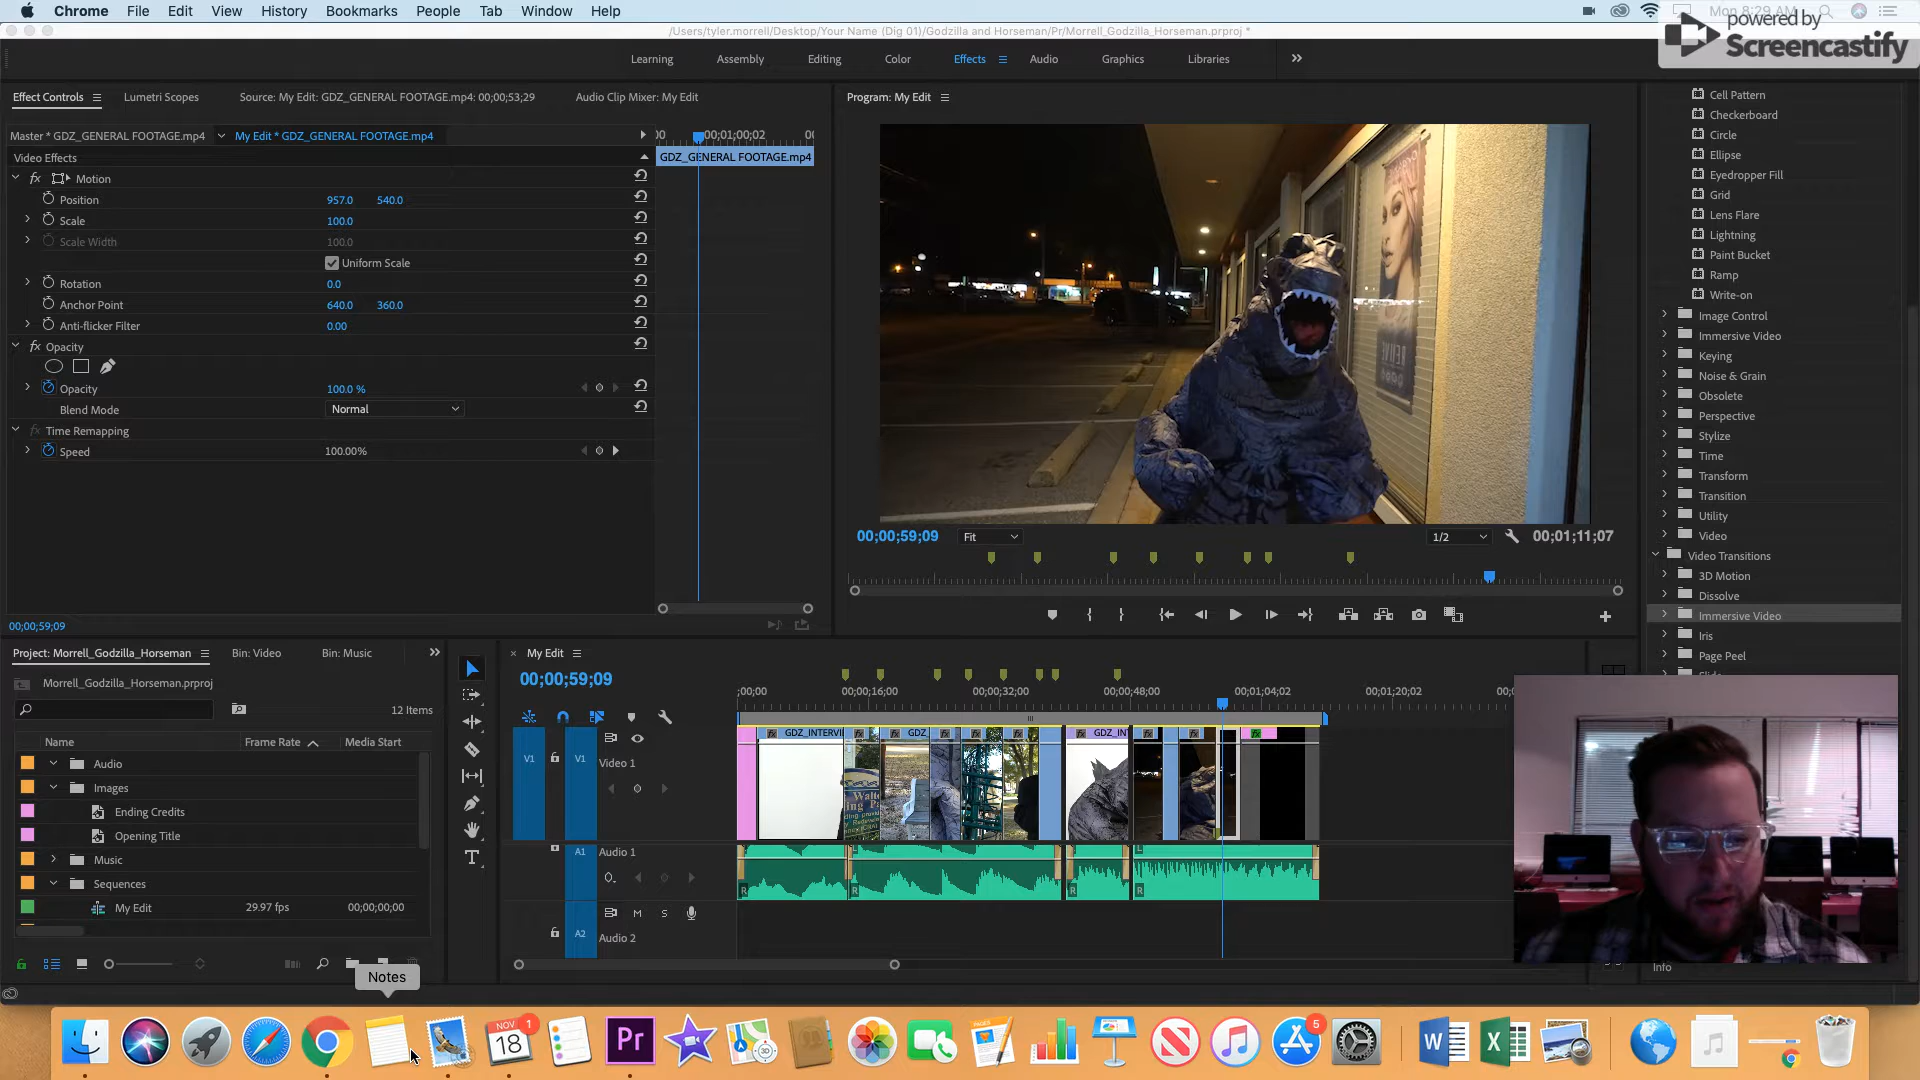 Chrome File Edit View History Bookmarks People Tab Window Help
Mon 8:29 AM
powered by
Screencastify
/Users/tyler.morrell/Desktop/Your Name (Dig 01)/Godzilla and Horseman/Pr/Morrell_Godzilla_Horseman.prproj *
Learning Assembly Editing Color Effects Audio Graphics Libraries
Effect Controls Lumetri Scopes Source: My Edit: GDZ_GENERAL FOOTAGE.mp4: 00;00;53;29 Audio Clip Mixer: My Edit
Program: My Edit
Master * GDZ_GENERAL FOOTAGE.mp4 My Edit * GDZ_GENERAL FOOTAGE.mp4
00;01;00;02
Video Effects
GDZ_GENERAL FOOTAGE.mp4
fx Motion
Position 957.0 540.0
Scale 100.0
Scale Width 100.0
Uniform Scale
Rotation 0.0
Anchor Point 640.0 360.0
Anti-flicker Filter 0.00
fx Opacity
Opacity 100.0 %
Blend Mode Normal
fx Time Remapping
Speed 100.00%
00;00;59;09
00;00;59;09 Fit 1/2 00;01;11;07
Cell Pattern
Checkerboard
Circle
Ellipse
Eyedropper Fill
Grid
Lens Flare
Lightning
Paint Bucket
Ramp
Write-on
Image Control
Immersive Video
Keying
Noise & Grain
Obsolete
Perspective
Stylize
Time
Transform
Transition
Utility
Video
Video Transitions
3D Motion
Dissolve
Immersive Video
Iris
Page Peel
Info
Project: Morrell_Godzilla_Horseman Bin: Video Bin: Music
Morrell_Godzilla_Horseman.prproj
12 Items
Name Frame Rate Media Start
Audio
Images
Ending Credits
Opening Title
Music
Sequences
My Edit 29.97 fps 00;00;00;00
My Edit
00;00;59;09
;00;00 00;00;16;00 00;00;32;00 00;00;48;00 00;01;04;02 00;01;20;02
V1 V1 Video 1
A1 Audio 1
M S
A2 Audio 2
Notes
NOV
18
1
Pr
5